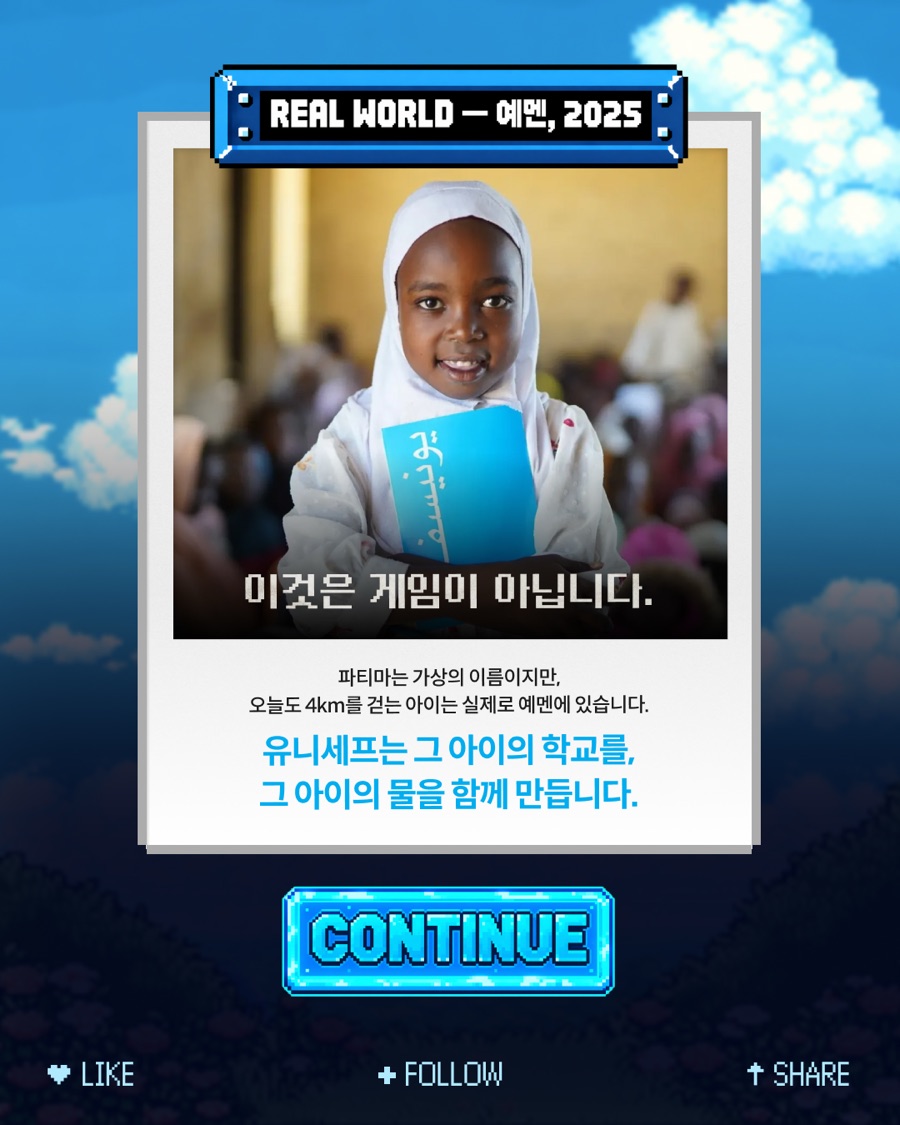 REAL WORLD — 예멘, 2025
يونيسف
이것은 게임이 아닙니다.
파티마는 가상의 이름이지만,
오늘도 4km를 걷는 아이는 실제로 예멘에 있습니다.
유니세프는 그 아이의 학교를,
그 아이의 물을 함께 만듭니다.
CONTINUE
LIKE
FOLLOW
SHARE